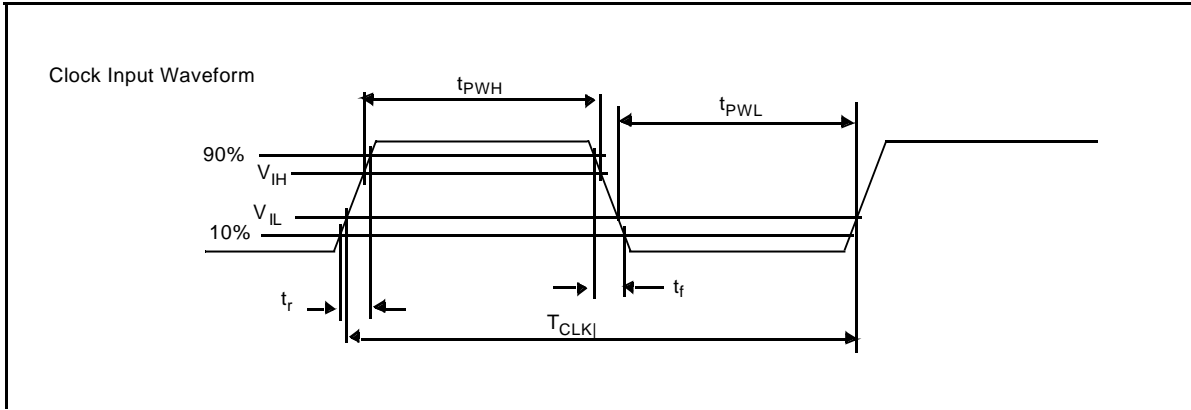 Clock Input Waveform
tPWH
tPWL
90%
VIH
VIL
10%
tr
tf
TCLK|